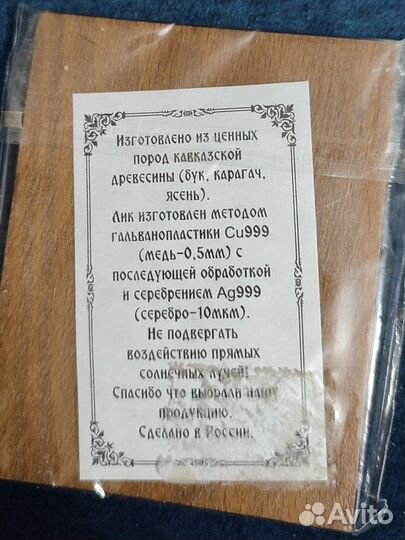 Изготовлено из ценных
пород кавказской
древесины (бук, карагач,
ясень).
Лик изготовлен методом
гальванопластики Cu999
(медь-0,5мм) с
последующей обработкой
и серебрением Ag999
(серебро-10мкм).
Не подвергать
воздействию прямых
солнечных лучей!
Спасибо что выбрали нашу
продукцию.
Сделано в России.
Avito